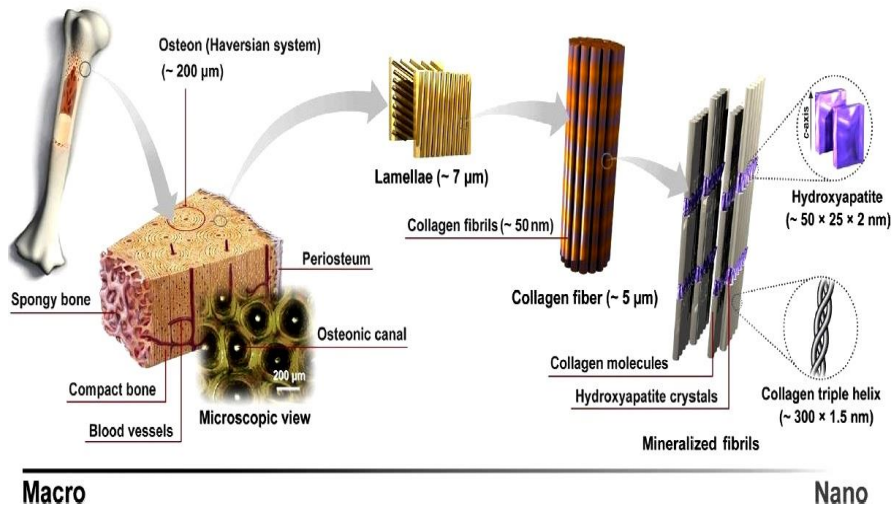 Osteon (Haversian system)
(~ 200 µm)
Lamellae (~ 7 µm)
c-axis
Hydroxyapatite
(~ 50 × 25 × 2 nm)
Collagen fibrils (~ 50 nm)
Periosteum
Collagen fiber (~ 5 µm)
Spongy bone
Osteonic canal
200 µm
Compact bone
Microscopic view
Blood vessels
Collagen molecules
Hydroxyapatite crystals
Collagen triple helix
(~ 300 × 1.5 nm)
Mineralized fibrils
Macro
Nano